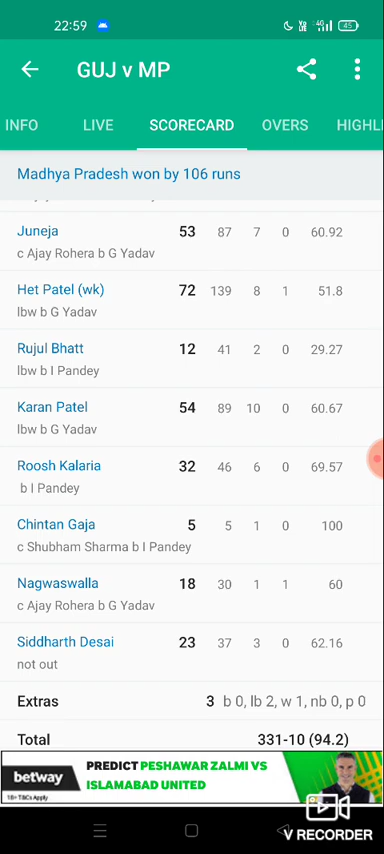 22:59 VO LTE 4G 45
GUJ v MP
INFO LIVE SCORECARD OVERS HIGHLI
Madhya Pradesh won by 106 runs
Juneja 53 87 7 0 60.92
c Ajay Rohera b G Yadav
Het Patel (wk) 72 139 8 1 51.8
lbw b G Yadav
Rujul Bhatt 12 41 2 0 29.27
lbw b I Pandey
Karan Patel 54 89 10 0 60.67
lbw b G Yadav
Roosh Kalaria 32 46 6 0 69.57
b I Pandey
Chintan Gaja 5 5 1 0 100
c Shubham Sharma b I Pandey
Nagwaswalla 18 30 1 1 60
c Ajay Rohera b G Yadav
Siddharth Desai 23 37 3 0 62.16
not out
Extras 3 b 0, lb 2, w 1, nb 0, p 0
Total 331-10 (94.2)
betway
18+ T&Cs Apply
PREDICT PESHAWAR ZALMI VS
ISLAMABAD UNITED
V RECORDER